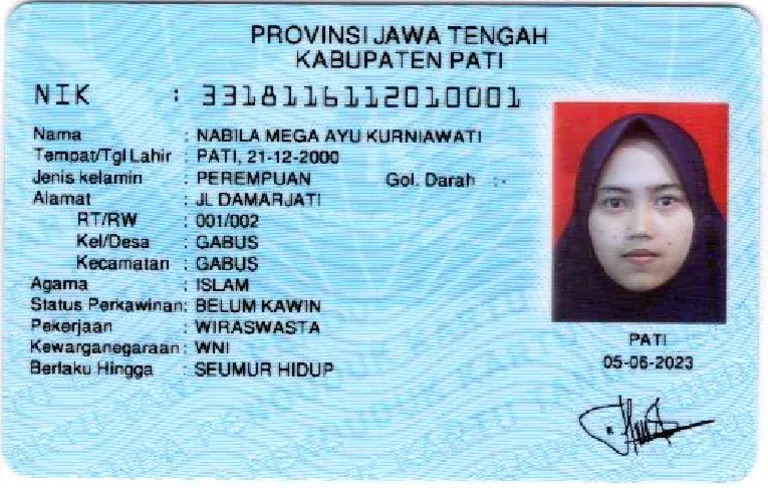 PROVINSI JAWA TENGAH
KABUPATEN PATI
NIK : 3318116112010001
Nama : NABILA MEGA AYU KURNIAWATI
Tempat/Tgl Lahir : PATI, 21-12-2000
Jenis kelamin : PEREMPUAN Gol. Darah :-
Alamat : JL DAMARJATI
RT/RW : 001/002
Kel/Desa : GABUS
Kecamatan : GABUS
Agama : ISLAM
Status Perkawinan: BELUM KAWIN
Pekerjaan : WIRASWASTA
Kewarganegaraan: WNI
Berlaku Hingga : SEUMUR HIDUP
PATI
05-06-2023